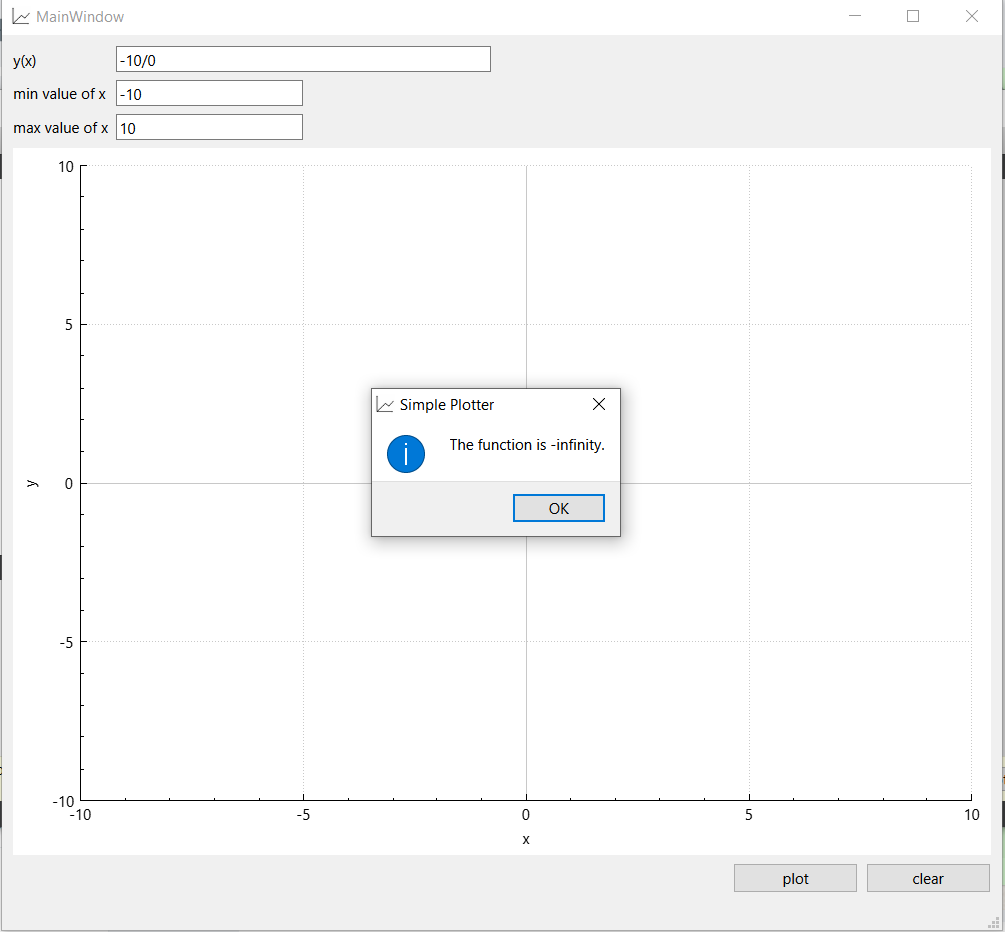 MainWindow
y(x) -10/0
min value of x -10
max value of x 10
10
5
Simple Plotter
The function is -infinity.
y
0
OK
-5
-10
-10 -5 0 5 10
x
plot clear